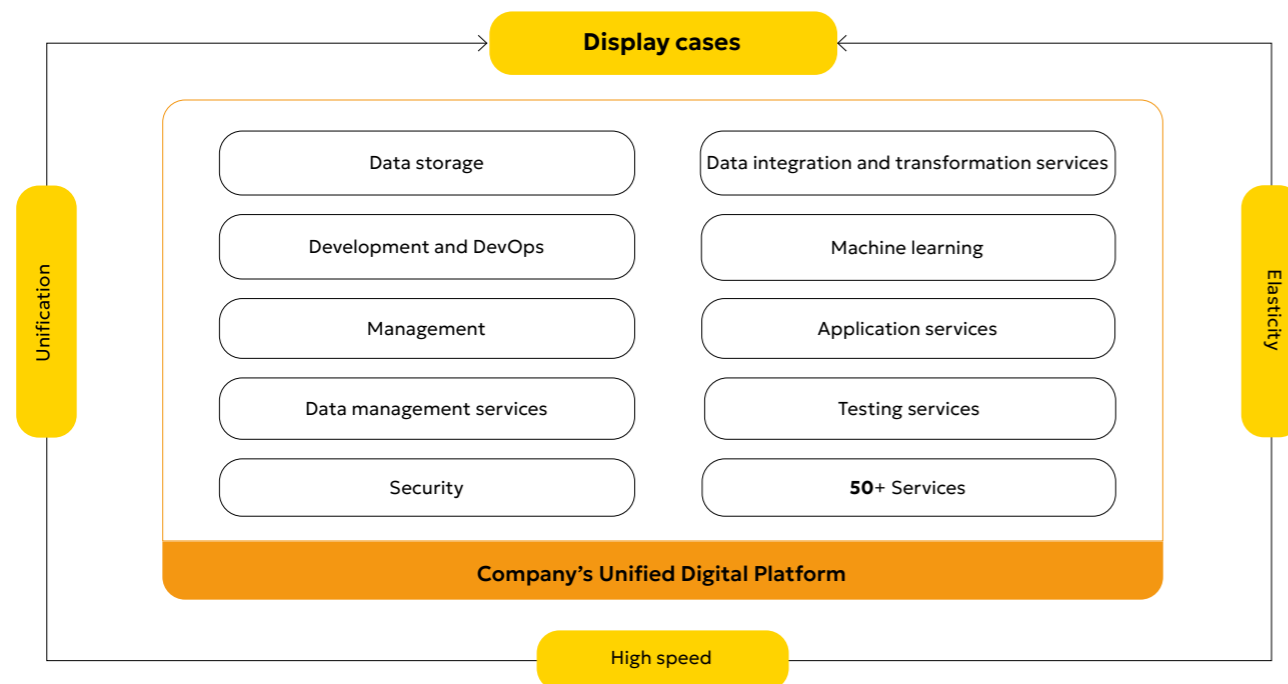 Display cases
Data storage
Data integration and transformation services
Development and DevOps
Machine learning
Unification
Elasticity
Management
Application services
Data management services
Testing services
Security
50+ Services
Company’s Unified Digital Platform
High speed